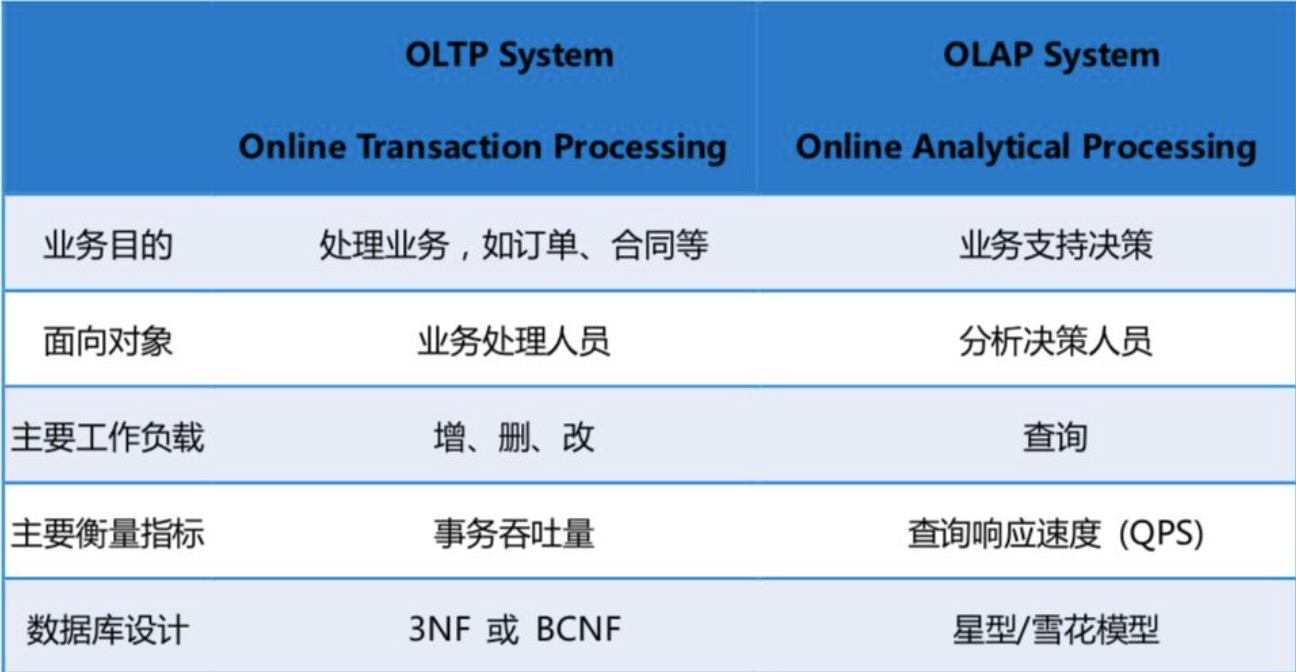 OLTP System
OLAP System
Online Transaction Processing
Online Analytical Processing
业务目的
处理业务，如订单、合同等
业务支持决策
面向对象
业务处理人员
分析决策人员
主要工作负载
增、删、改
查询
主要衡量指标
事务吞吐量
查询响应速度 (QPS)
数据库设计
3NF 或 BCNF
星型/雪花模型